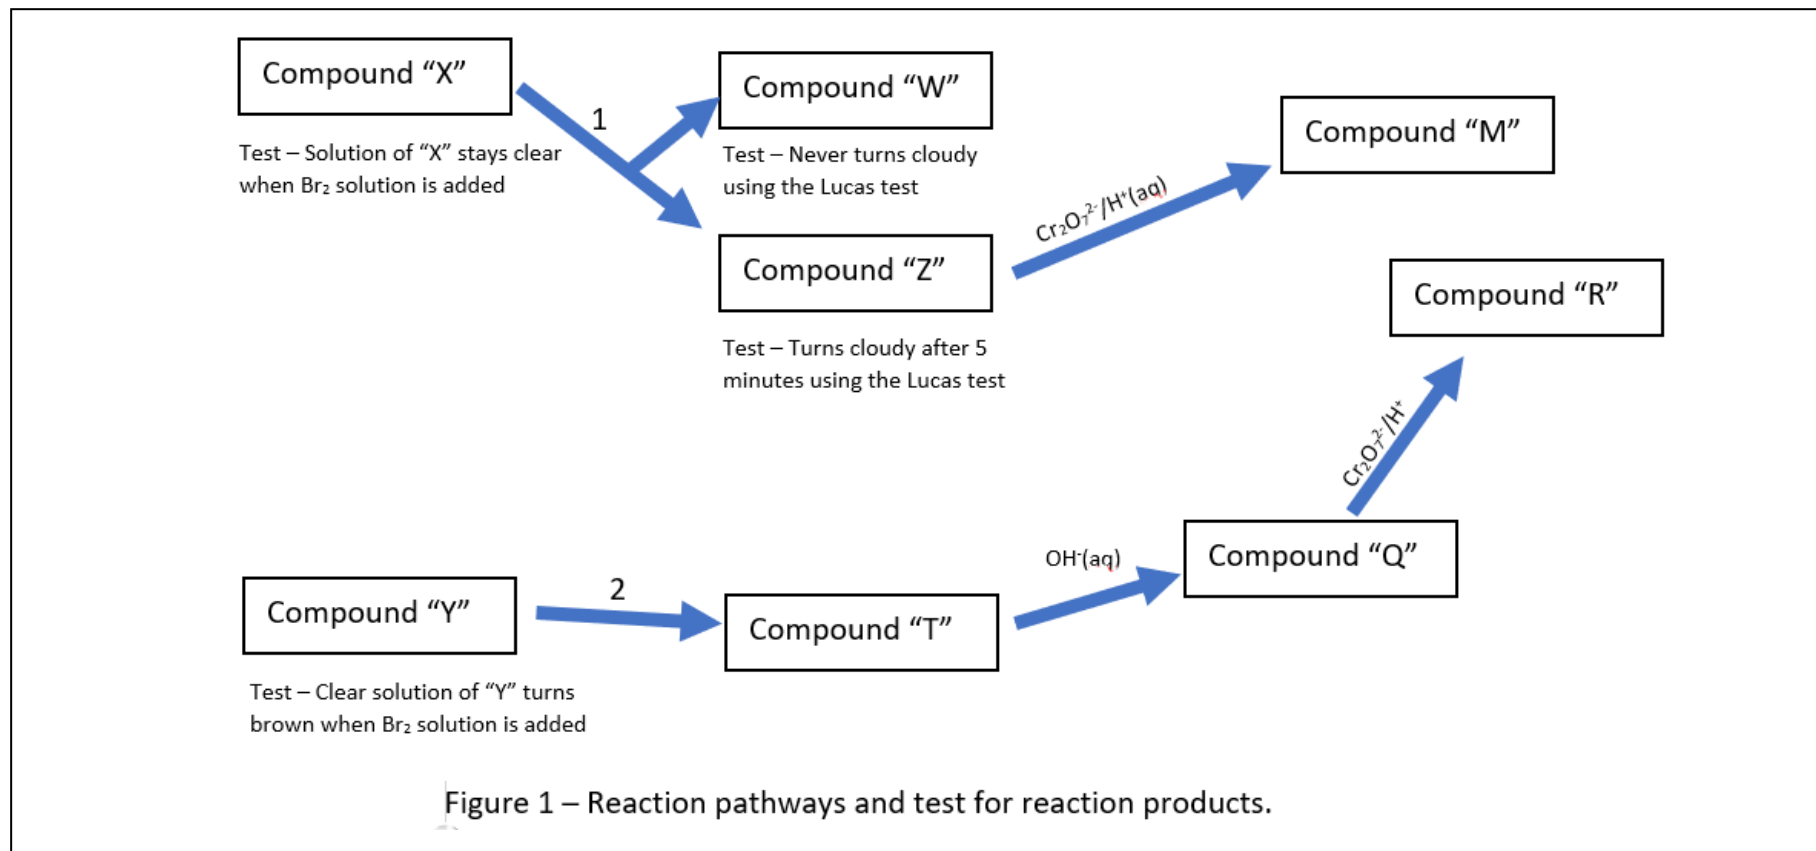 Compound “X”
1
Test – Solution of “X” stays clear
when Br₂ solution is added
Compound “W”
Test – Never turns cloudy
using the Lucas test
Compound “Z”
Test – Turns cloudy after 5
minutes using the Lucas test
Cr₂O₇²⁻/H⁺(aq)
Compound “M”
Compound “R”
Cr₂O₇²⁻/H⁺
Compound “Y”
Test – Clear solution of “Y” turns
brown when Br₂ solution is added
2
Compound “T”
OH⁻(aq)
Compound “Q”
Figure 1 – Reaction pathways and test for reaction products.